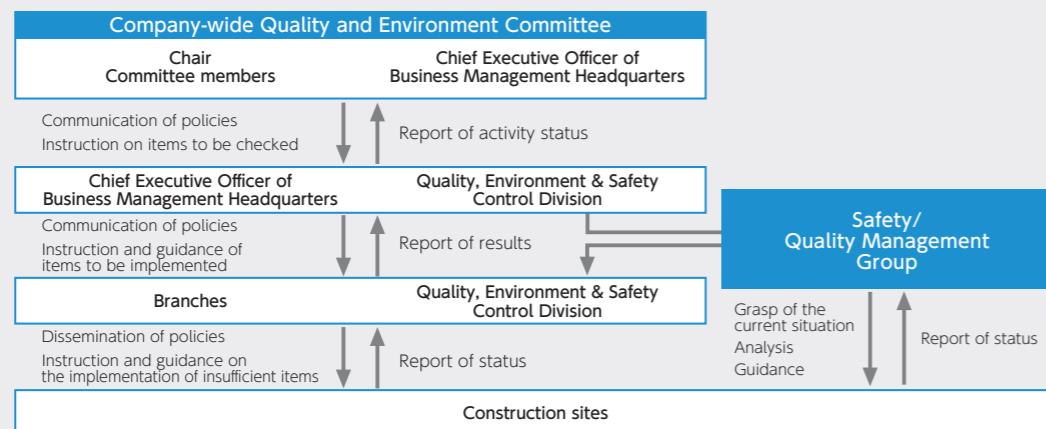 Company-wide Quality and Environment Committee
Chair
Committee members
Chief Executive Officer of
Business Management Headquarters
Communication of policies
Instruction on items to be checked
Report of activity status
Chief Executive Officer of
Business Management Headquarters
Quality, Environment & Safety
Control Division
Communication of policies
Instruction and guidance of
items to be implemented
Report of results
Safety/
Quality Management
Group
Branches
Quality, Environment & Safety
Control Division
Dissemination of policies
Instruction and guidance on
the implementation of insufficient items
Report of status
Grasp of the
current situation
Analysis
Guidance
Report of status
Construction sites